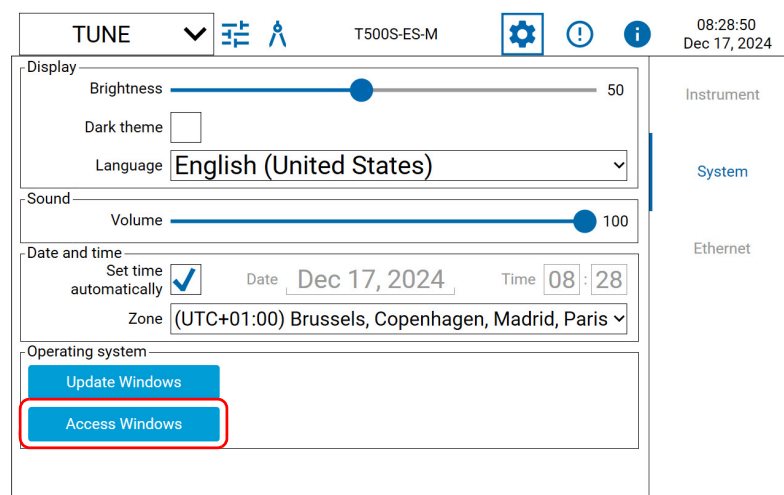 TUNE
T500S-ES-M
08:28:50
Dec 17, 2024
Display
Brightness
50
Dark theme
Language
English (United States)
Sound
Volume
100
Date and time
Set time
automatically
Date
Dec 17, 2024
Time
08 : 28
Zone
(UTC+01:00) Brussels, Copenhagen, Madrid, Paris
Operating system
Update Windows
Access Windows
Instrument
System
Ethernet